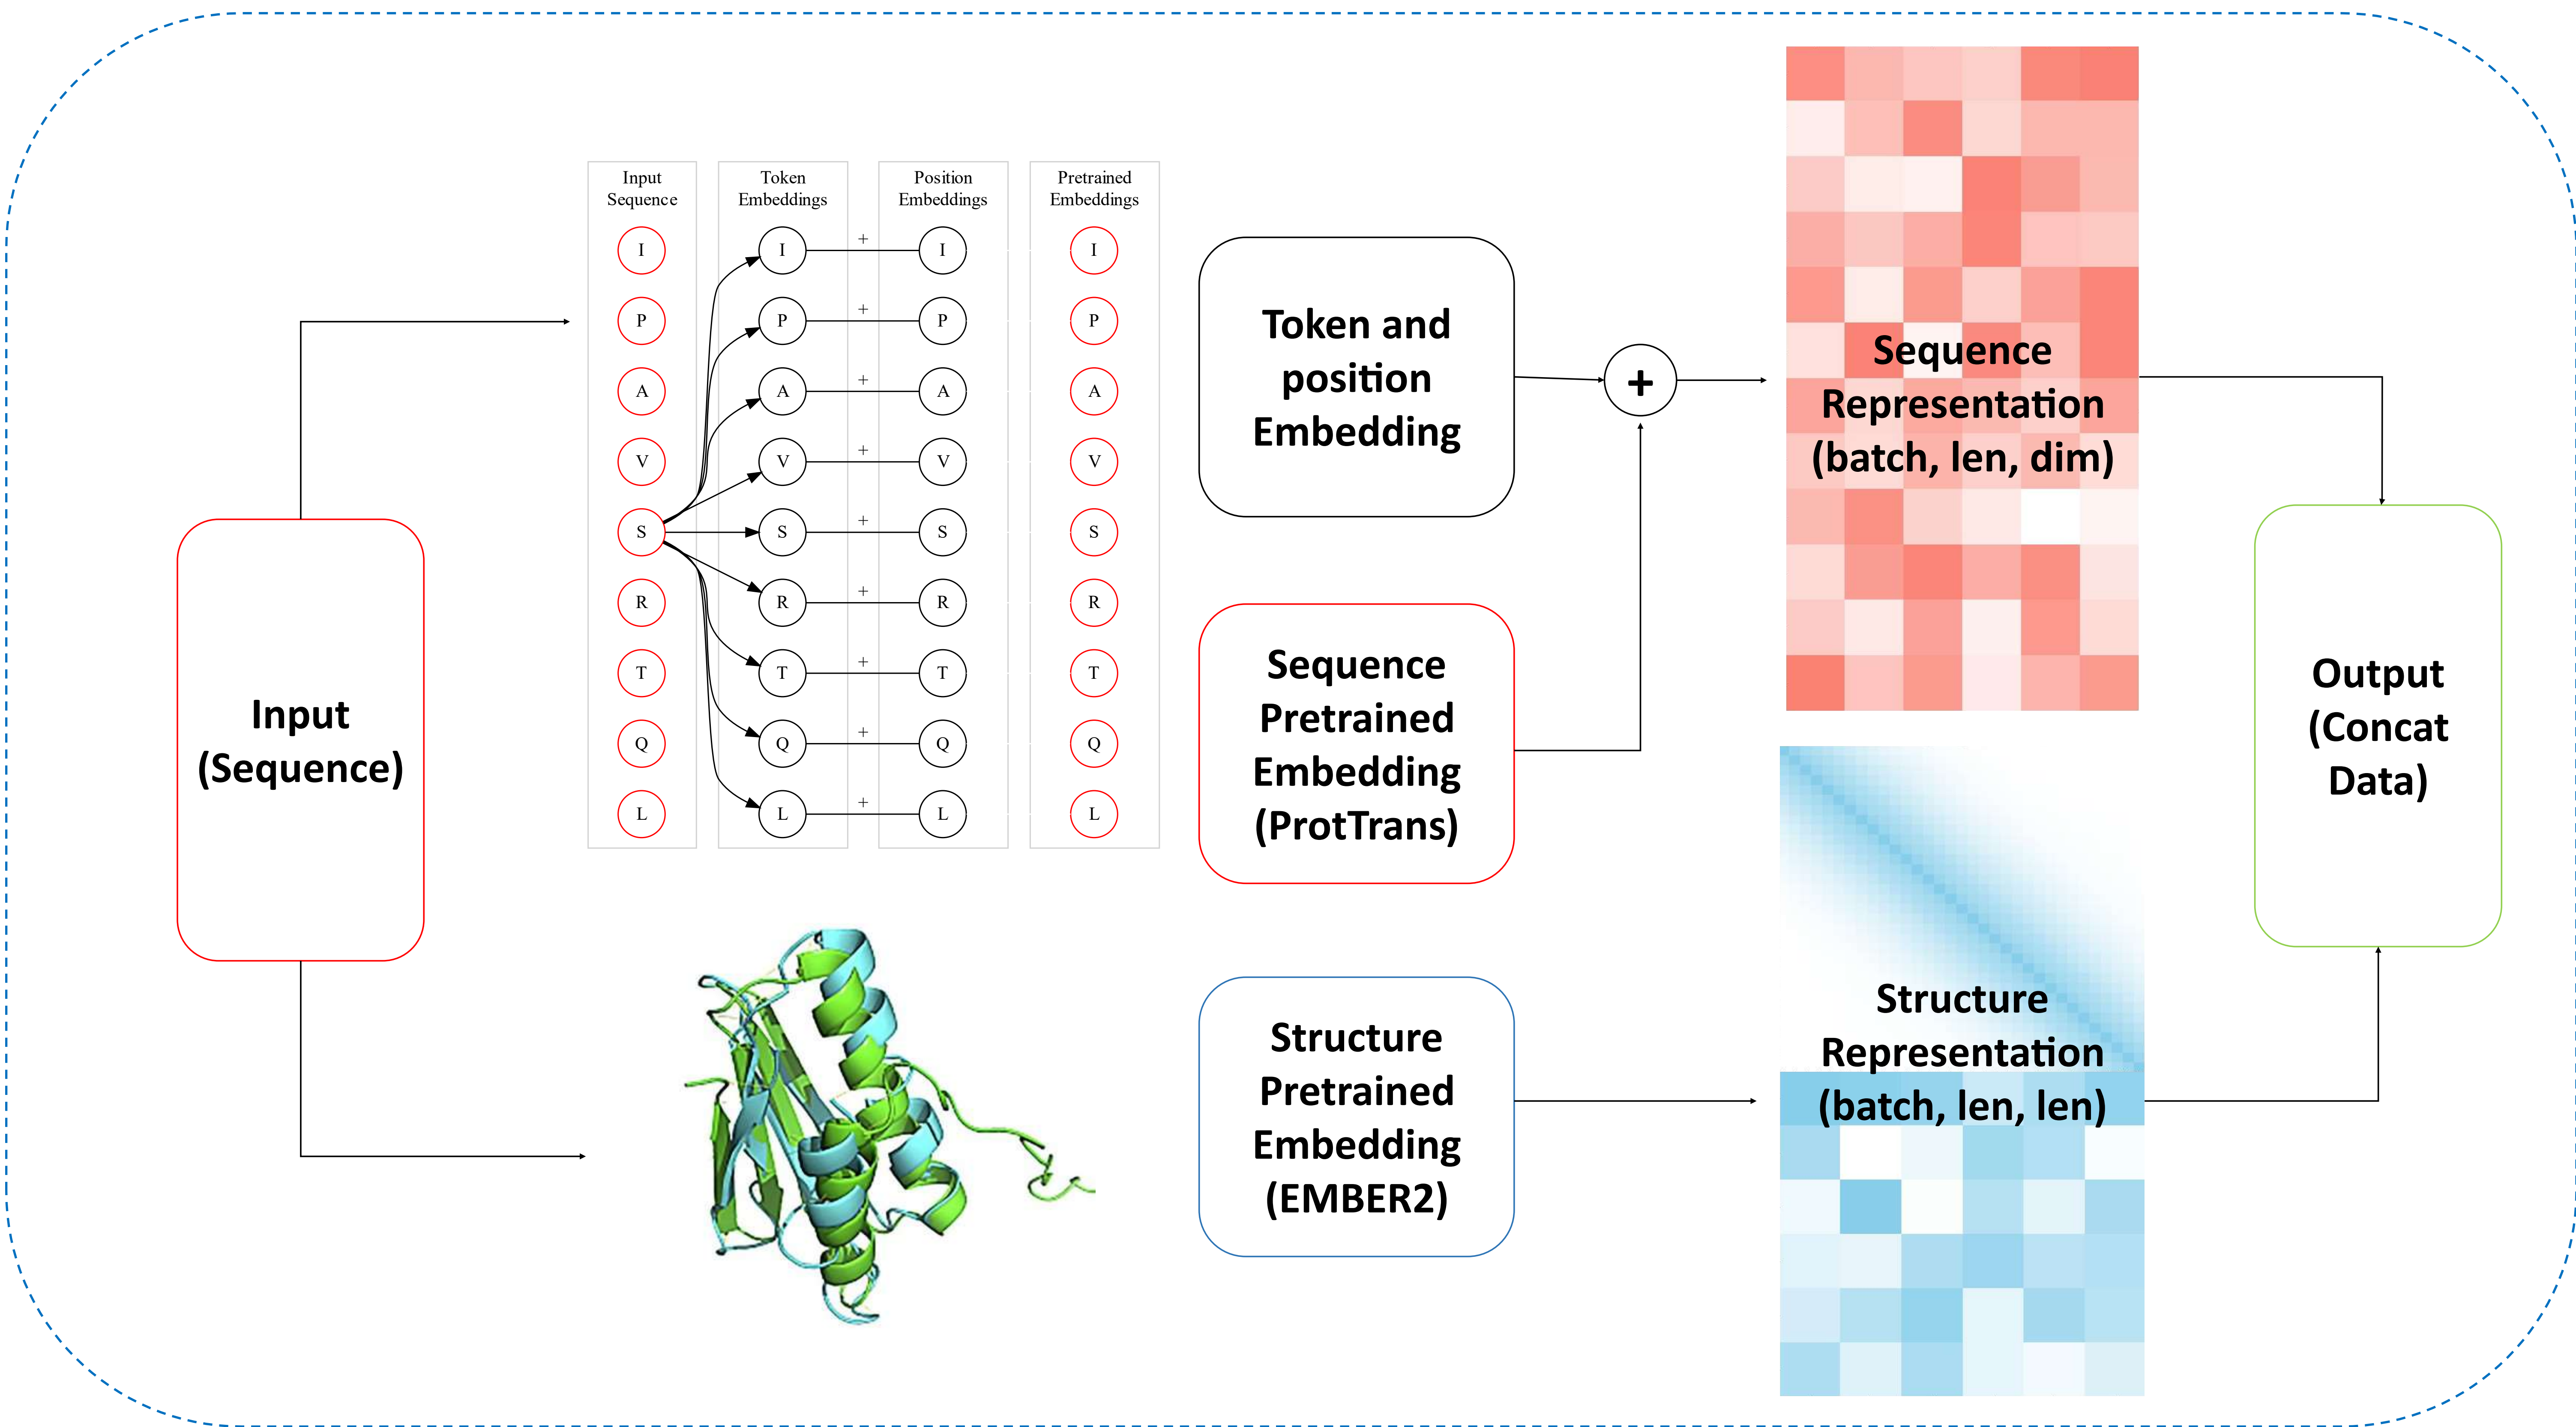 Input
(Sequence)
Input
Sequence
Token
Embeddings
Position
Embeddings
Pretrained
Embeddings
I
I
+
I
I
P
P
+
P
P
A
A
+
A
A
V
V
+
V
V
S
S
+
S
S
R
R
+
R
R
T
T
+
T
T
Q
Q
+
Q
Q
L
L
+
L
L
Token and
position
Embedding
+
Sequence
Pretrained
Embedding
(ProtTrans)
Structure
Pretrained
Embedding
(EMBER2)
Sequence
Representation
(batch, len, dim)
Structure
Representation
(batch, len, len)
Output
(Concat
Data)